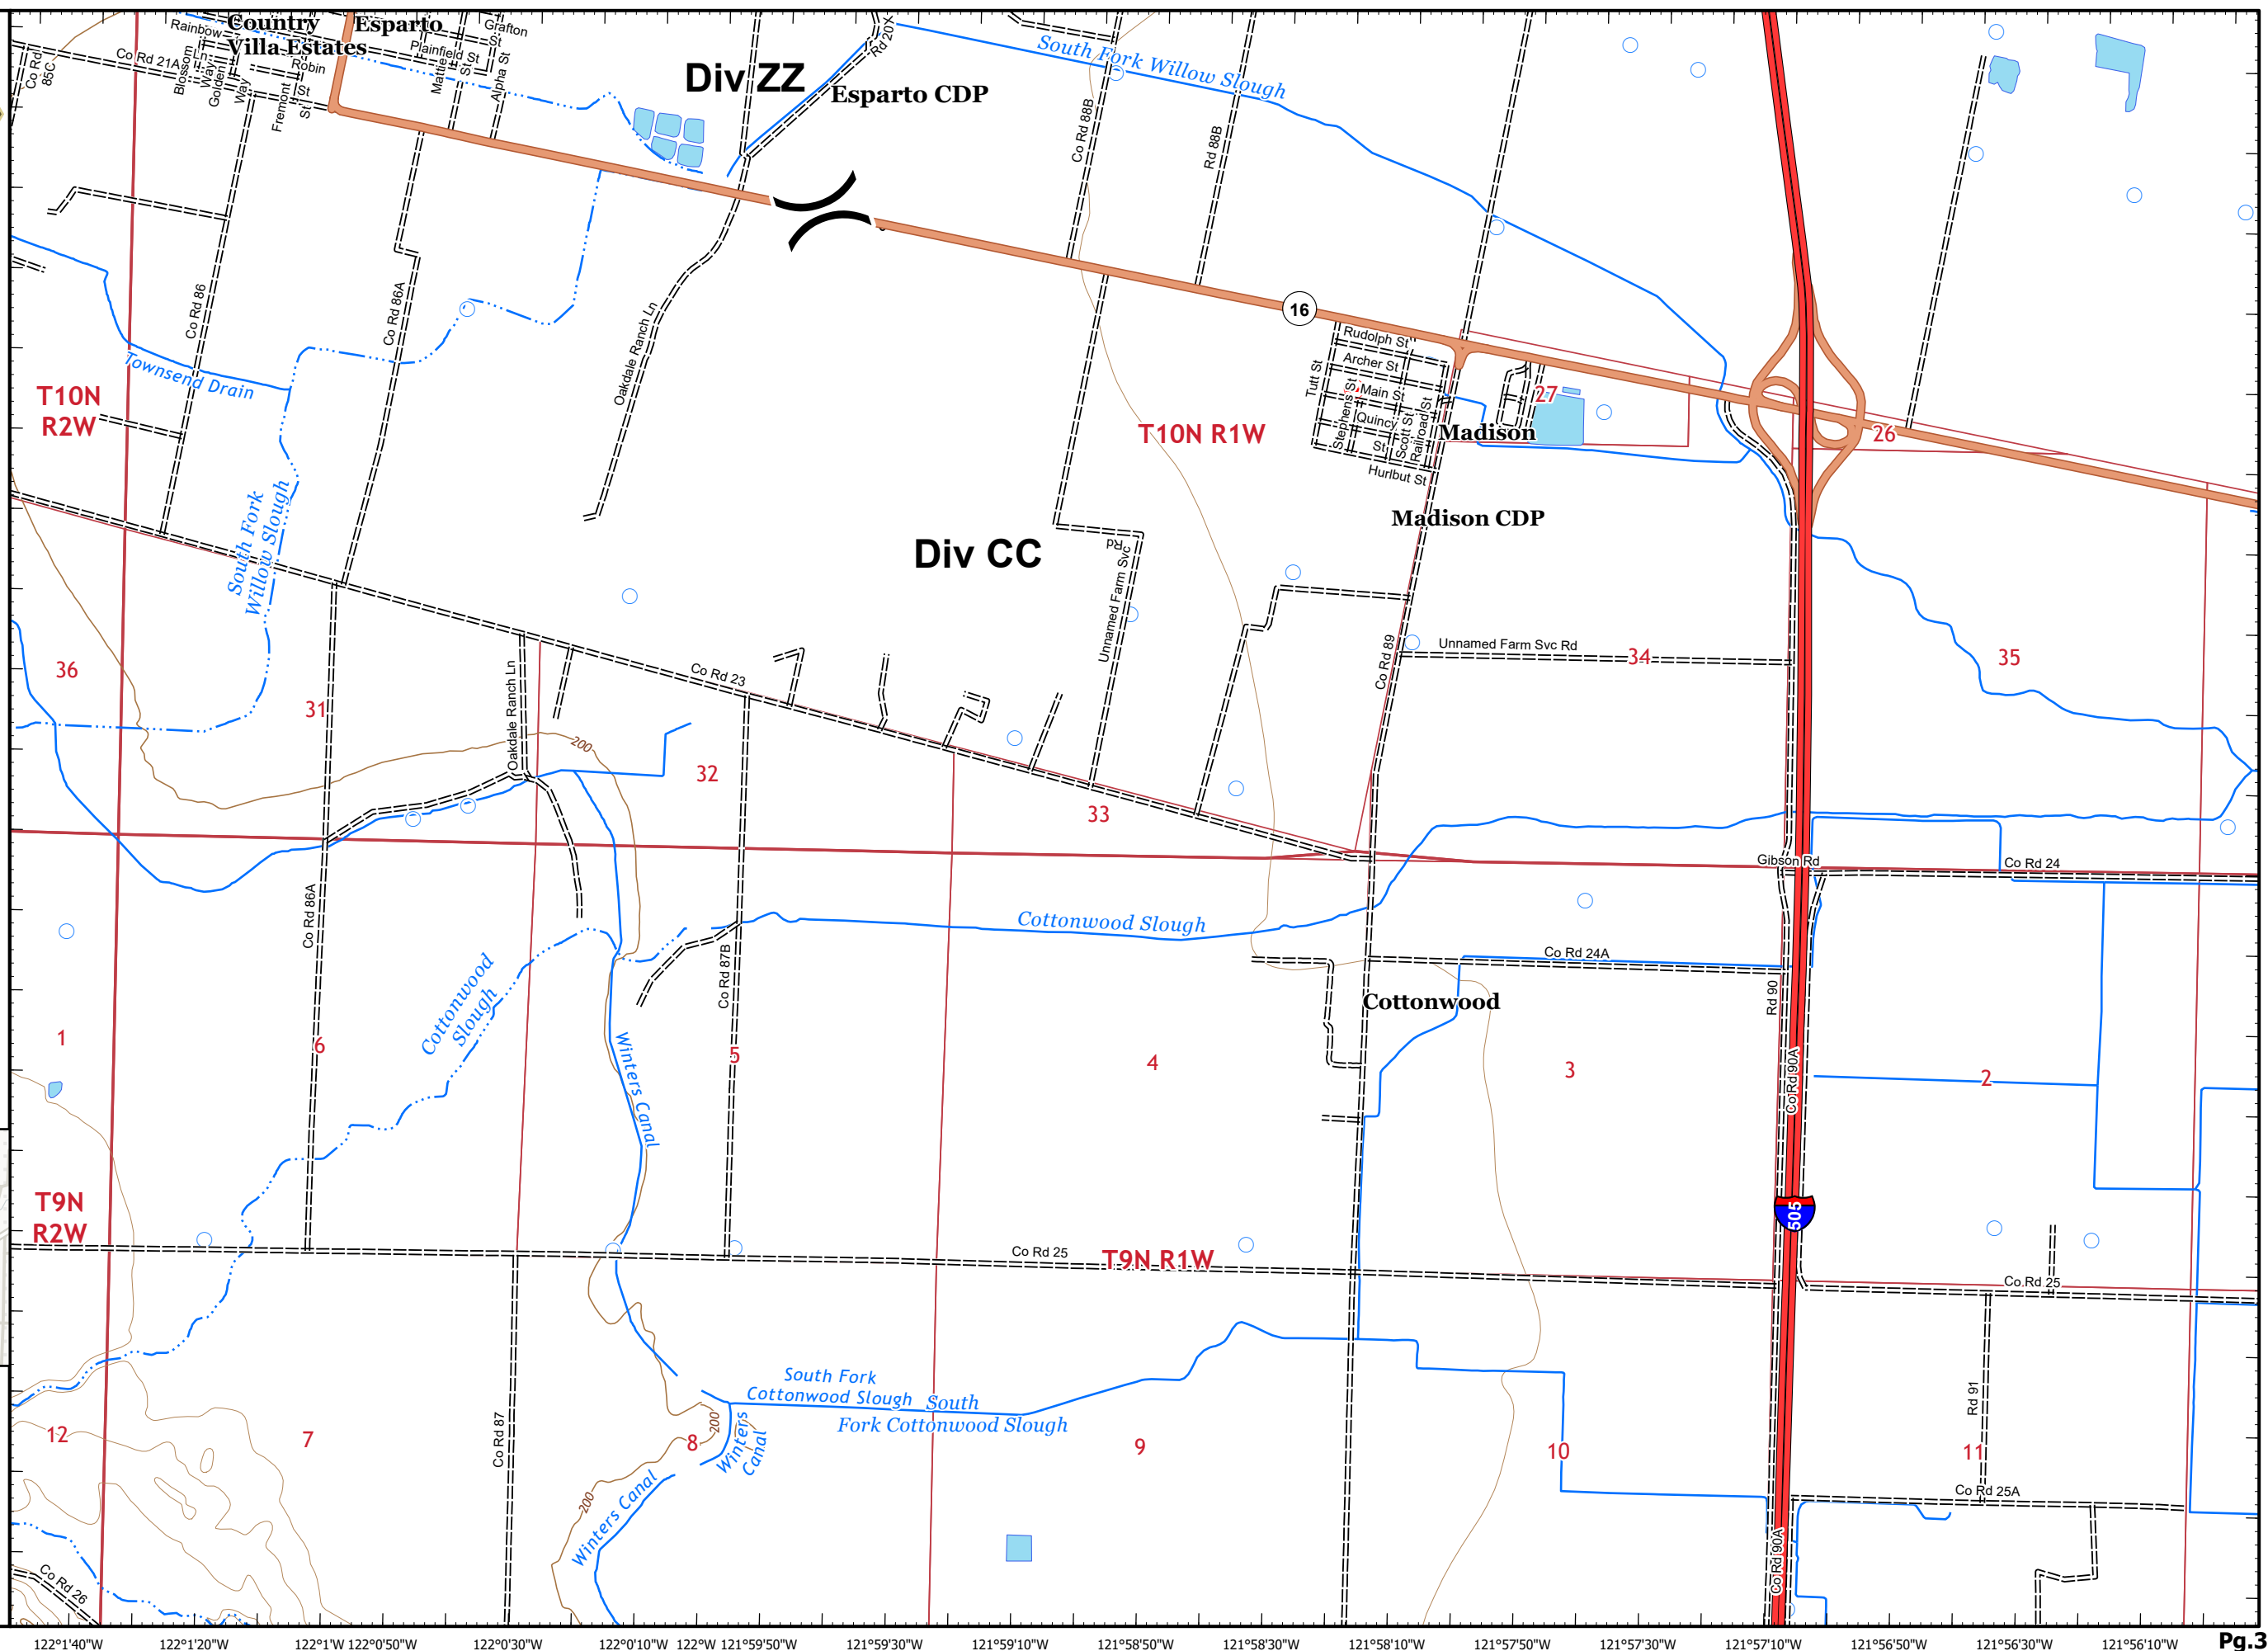 Country
Villa Estates
Esparto
Grafton
St
Rainbow
Ln
Plainfield St
Co Rd
85C
Co Rd 21A
Blossom
Way
Golden
Way
Robin
St
Fremont
St
Mattie
St
Alpha St
Div ZZ
Rd 20X
Esparto CDP
South Fork Willow Slough
Co Rd 88B
Rd 88B
Co Rd 86
Co Rd 86A
Oakdale Ranch Ln
16
Townsend Drain
T10N
R2W
T10N R1W
Rudolph St
Archer St
Main St
Quincy
St
Hurlbut St
Tutt St
Stephens St
Scott St
Railroad St
Madison
27
26
Madison CDP
South Fork
Willow Slough
Div CC
Unnamed Farm Svc
Rd
Co Rd 89
Unnamed Farm Svc Rd
34
35
36
31
Oakdale Ranch Ln
Co Rd 23
200
32
33
Gibson Rd
Co Rd 24
Co Rd 86A
Cottonwood Slough
Co Rd 24A
Cottonwood
Slough
Co Rd 87B
Cottonwood
Rd 90
Co Rd 90A
1
6
5
4
3
2
Winters Canal
T9N
R2W
505
Co Rd 25
T9N R1W
Co Rd 25
South Fork
Cottonwood Slough
South
Fork Cottonwood Slough
Rd 91
12
7
Co Rd 87
8
200
Winters
Canal
9
10
11
200
Winters Canal
Co Rd 25A
Co Rd 90A
Co Rd 26
122°1'40"W
122°1'20"W
122°1'W
122°0'50"W
122°0'30"W
122°0'10"W
122°W
121°59'50"W
121°59'30"W
121°59'10"W
121°58'50"W
121°58'30"W
121°58'10"W
121°57'50"W
121°57'30"W
121°57'10"W
121°56'50"W
121°56'30"W
121°56'10"W
Pg.3